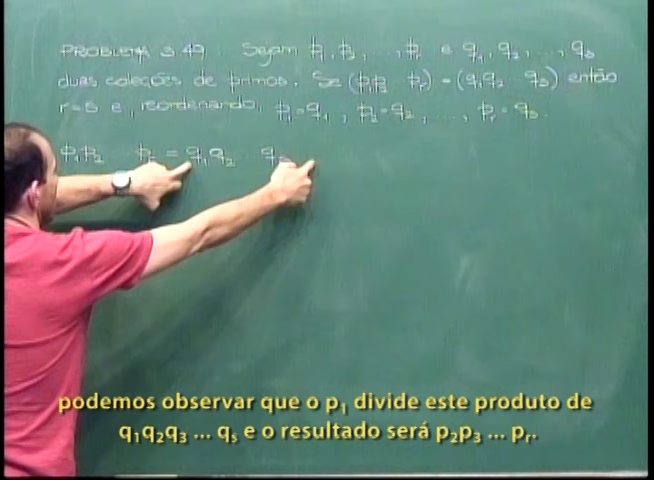 PROBLEMA 3.49. Sejam p₁, p₂, ..., pᵣ e q₁, q₂, ..., qₛ
duas coleções de primos. Se (p₁p₂ ... pᵣ) = (q₁q₂ ... qₛ) então
r=s e, reordenando, p₁=q₁, p₂=q₂, ..., pᵣ=qₛ.
p₁p₂ ... pᵣ = q₁q₂ ... qₛ
podemos observar que o p₁ divide este produto de
q₁q₂q₃ ... qₛ e o resultado será p₂p₃ ... pᵣ.